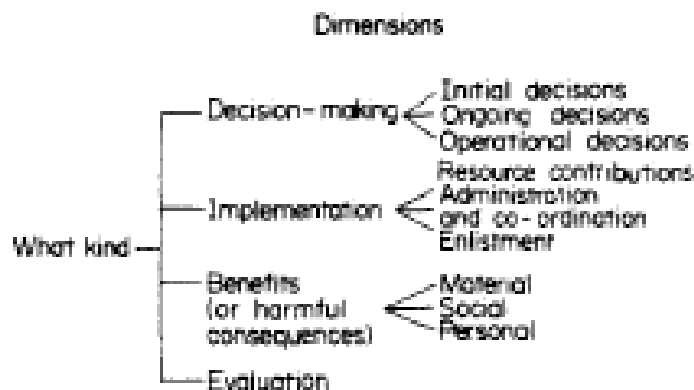 Dimensions
Initial decisions
Decision-making
Ongoing decisions
Operational decisions
Resource contributions
Administration
Implementation
and co-ordination
Enlistment
What kind
Benefits
(or harmful
consequences)
Material
Social
Personal
Evaluation